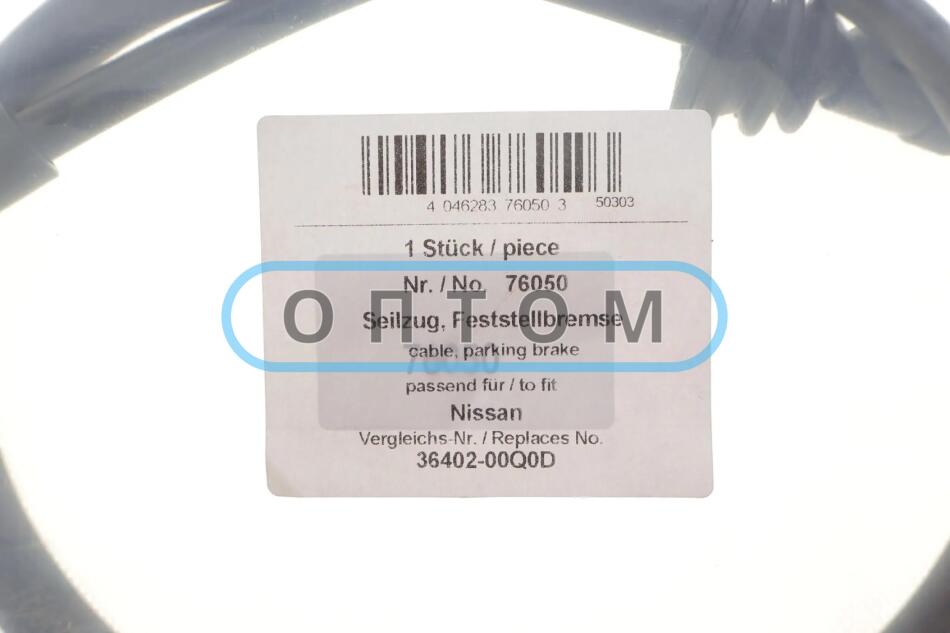 4 046283 76050 3 50303
1 Stück / piece
Nr. / No. 76050
ОПТОМ
Seilzug, Feststellbremse
cable, parking brake
passend für / to fit
Nissan
Vergleichs-Nr. / Replaces No.
36402-00Q0D